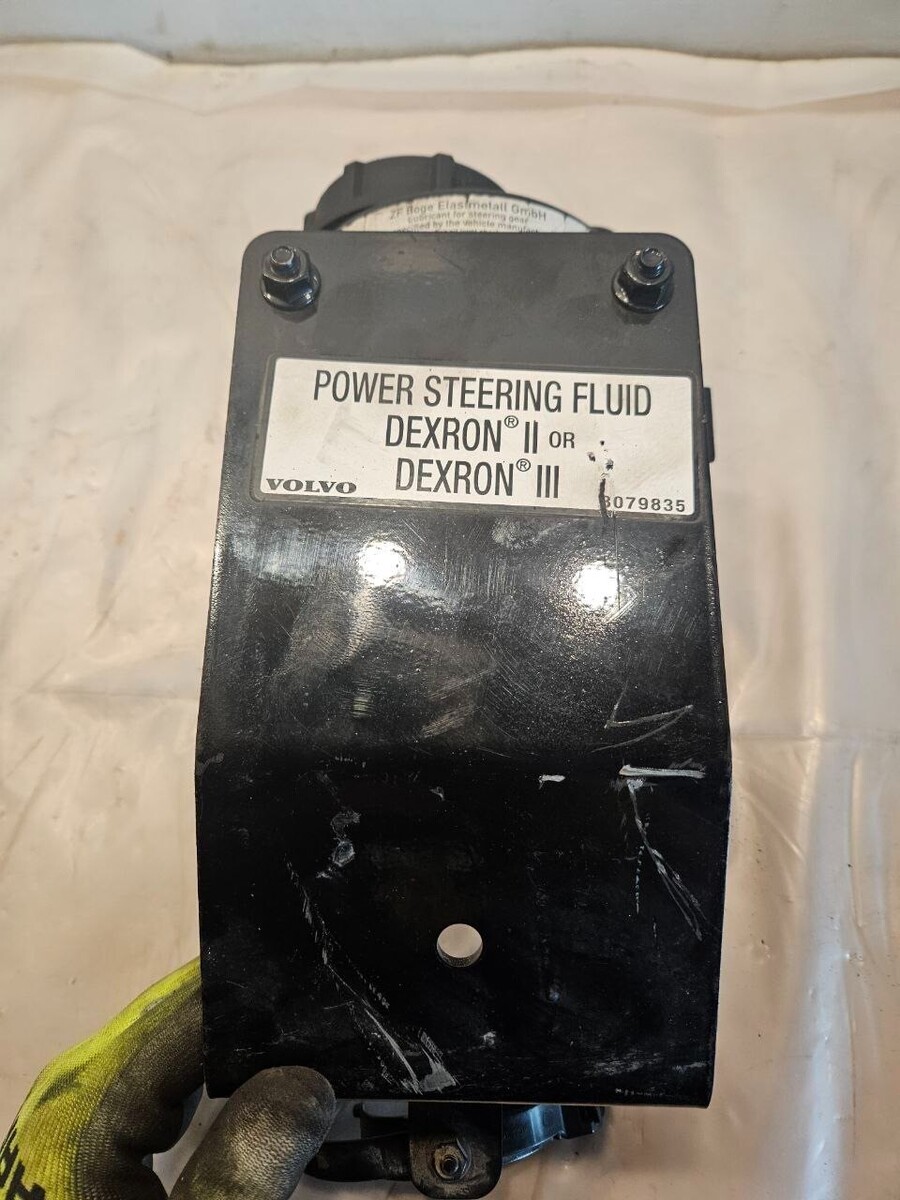 ZF Boge Elastmetall GmbH
Lubricant for steering gear
by the vehicle
POWER STEERING FLUID
DEXRON® II OR
DEXRON® III
VOLVO 3079835